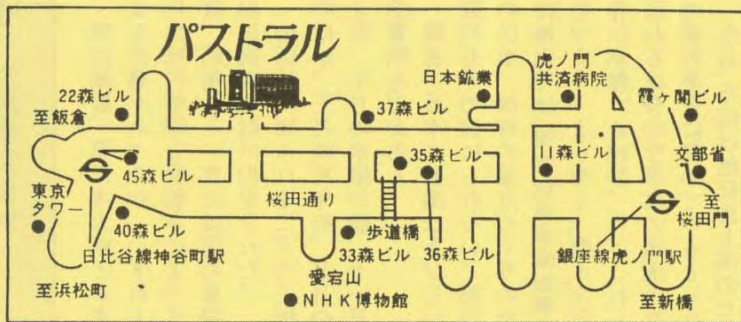 パストラル
日本鉱業
虎ノ門
共済病院
霞ヶ関ビル
22森ビル
至飯倉
37森ビル
35森ビル
11森ビル
文部省
45森ビル
東京
タワー
桜田通り
至
桜田門
40森ビル
歩道橋
33森ビル
36森ビル
日比谷線神谷町駅
銀座線虎ノ門駅
愛宕山
至浜松町
NHK博物館
至新橋